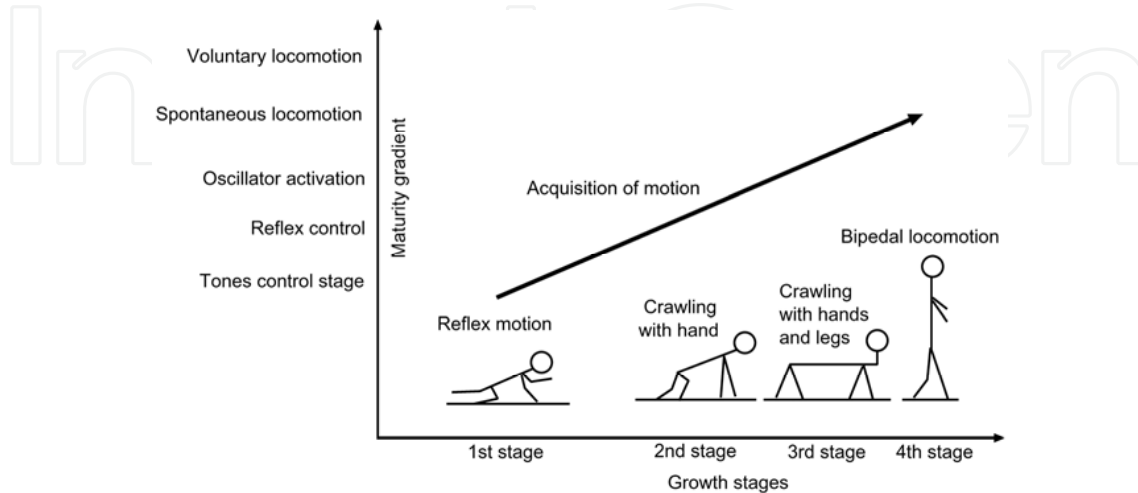 Voluntary locomotion
Spontaneous locomotion
Oscillator activation
Reflex control
Tones control stage
Maturity gradient
Acquisition of motion
Reflex motion
Crawling
with hand
Crawling
with hands
and legs
Bipedal locomotion
1st stage
2nd stage
3rd stage
4th stage
Growth stages